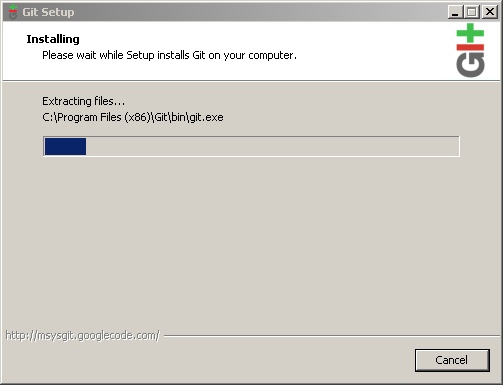 Git Setup
Installing
Please wait while Setup installs Git on your computer.
git
Extracting files...
C:\Program Files (x86)\Git\bin\git.exe
http://msysgit.googlecode.com/
Cancel